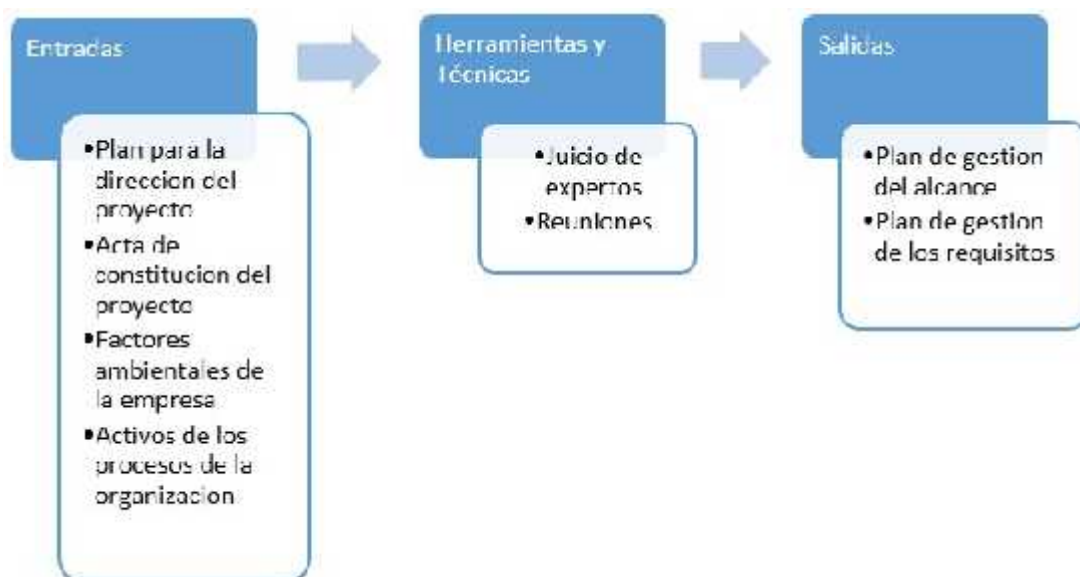 Entradas
•Plan para la
direccion del
proyecto
•Acta de
constitucion del
proyecto
•Factores
ambientales de
la empresa
•Activos de los
procesos de la
organizacion
Herramientas y
Técnicas
•Juicio de
expertos
•Reuniones
Salidas
•Plan de gestion
del alcance
•Plan de gestion
de los requisitos